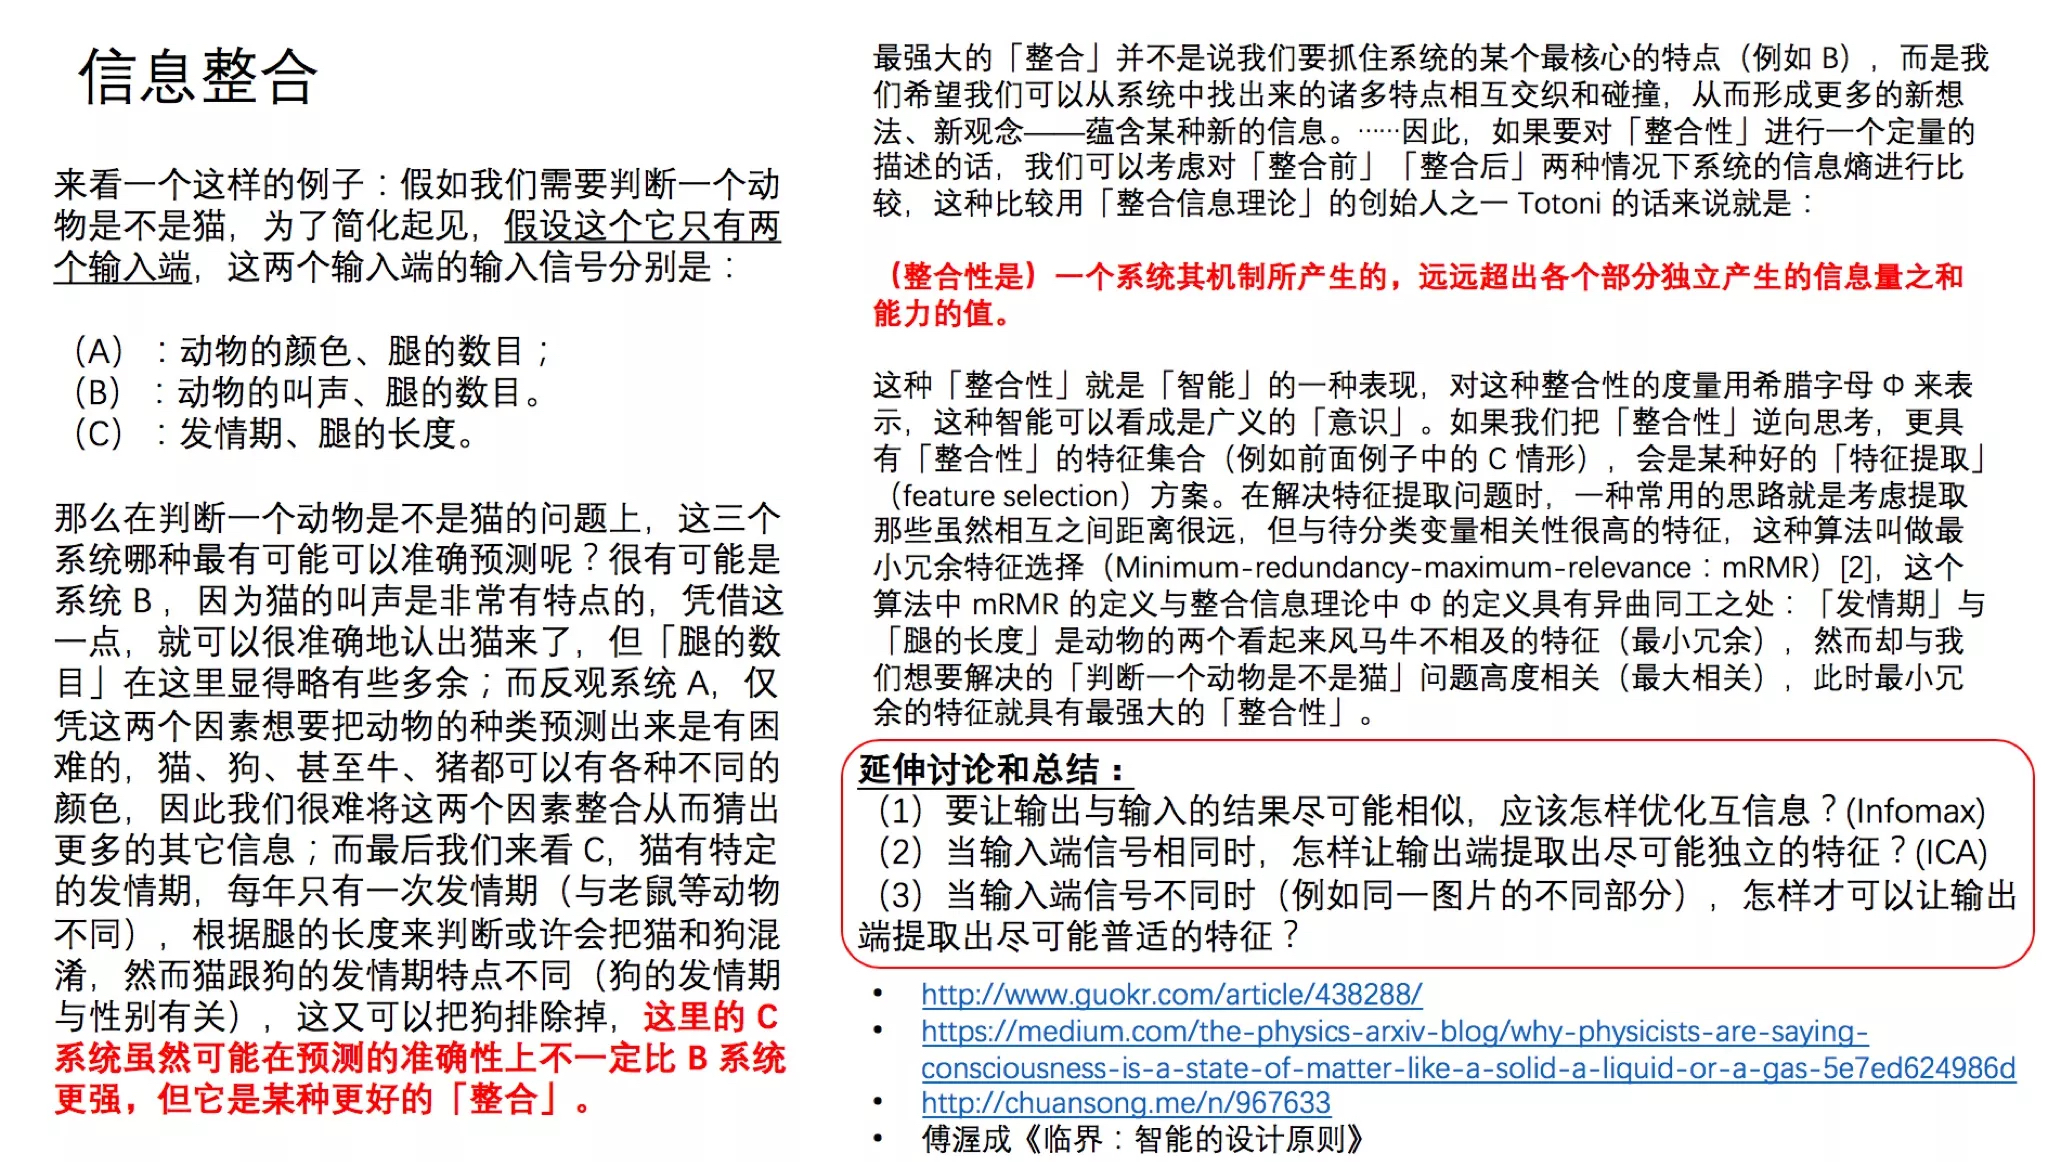 信息整合
来看一个这样的例子：假如我们需要判断一个动
物是不是猫，为了简化起见，假设这个它只有两
个输入端，这两个输入端的输入信号分别是：
（A）：动物的颜色、腿的数目；
（B）：动物的叫声、腿的数目。
（C）：发情期、腿的长度。
那么在判断一个动物是不是猫的问题上，这三个
系统哪种最有可能可以准确预测呢？很有可能是
系统 B，因为猫的叫声是非常有特点的，凭借这
一点，就可以很准确地认出猫来了，但「腿的数
目」在这里显得略有些多余；而反观系统 A，仅
凭这两个因素想要把动物的种类预测出来是有困
难的，猫、狗、甚至牛、猪都可以有各种不同的
颜色，因此我们很难将这两个因素整合从而猜出
更多的其它信息；而最后我们来看 C，猫有特定
的发情期，每年只有一次发情期（与老鼠等动物
不同），根据腿的长度来判断或许会把猫和狗混
淆，然而猫跟狗的发情期特点不同（狗的发情期
与性别有关），这又可以把狗排除掉，这里的 C
系统虽然可能在预测的准确性上不一定比 B 系统
更强，但它是某种更好的「整合」。
最强大的「整合」并不是说我们要抓住系统的某个最核心的特点（例如 B），而是我
们希望我们可以从系统中找出来的诸多特点相互交织和碰撞，从而形成更多的新想
法、新观念——蕴含某种新的信息。……因此，如果要对「整合性」进行一个定量的
描述的话，我们可以考虑对「整合前」「整合后」两种情况下系统的信息熵进行比
较，这种比较用「整合信息理论」的创始人之一 Totoni 的话来说就是：
（整合性是）一个系统其机制所产生的，远远超出各个部分独立产生的信息量之和
能力的值。
这种「整合性」就是「智能」的一种表现，对这种整合性的度量用希腊字母 Φ 来表
示，这种智能可以看成是广义的「意识」。如果我们把「整合性」逆向思考，更具
有「整合性」的特征集合（例如前面例子中的 C 情形），会是某种好的「特征提取」
（feature selection）方案。在解决特征提取问题时，一种常用的思路就是考虑提取
那些虽然相互之间距离很远，但与待分类变量相关性很高的特征，这种算法叫做最
小冗余特征选择（Minimum-redundancy-maximum-relevance：mRMR）[2]，这个
算法中 mRMR 的定义与整合信息理论中 Φ 的定义具有异曲同工之处：「发情期」与
「腿的长度」是动物的两个看起来风马牛不相及的特征（最小冗余），然而却与我
们想要解决的「判断一个动物是不是猫」问题高度相关（最大相关），此时最小冗
余的特征就具有最强大的「整合性」。
延伸讨论和总结：
（1）要让输出与输入的结果尽可能相似，应该怎样优化互信息？(Infomax)
（2）当输入端信号相同时，怎样让输出端提取出尽可能独立的特征？(ICA)
（3）当输入端信号不同时（例如同一图片的不同部分），怎样才可以让输出
端提取出尽可能普适的特征？
• http://www.guokr.com/article/438288/
• https://medium.com/the-physics-arxiv-blog/why-physicists-are-saying-
consciousness-is-a-state-of-matter-like-a-solid-a-liquid-or-a-gas-5e7ed624986d
• http://chuansong.me/n/967633
• 傅渥成《临界：智能的设计原则》